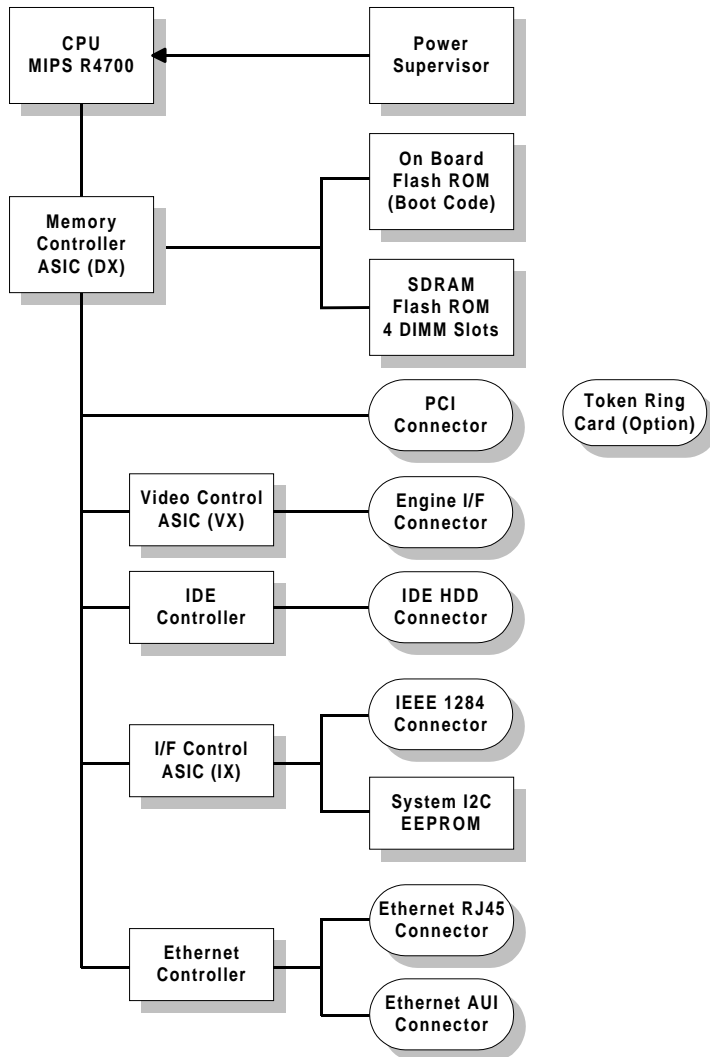 CPU
MIPS R4700
Power
Supervisor
On Board
Flash ROM
(Boot Code)
Memory
Controller
ASIC (DX)
SDRAM
Flash ROM
4 DIMM Slots
PCI
Connector
Token Ring
Card (Option)
Video Control
ASIC (VX)
Engine I/F
Connector
IDE
Controller
IDE HDD
Connector
IEEE 1284
Connector
I/F Control
ASIC (IX)
System I2C
EEPROM
Ethernet RJ45
Connector
Ethernet
Controller
Ethernet AUI
Connector